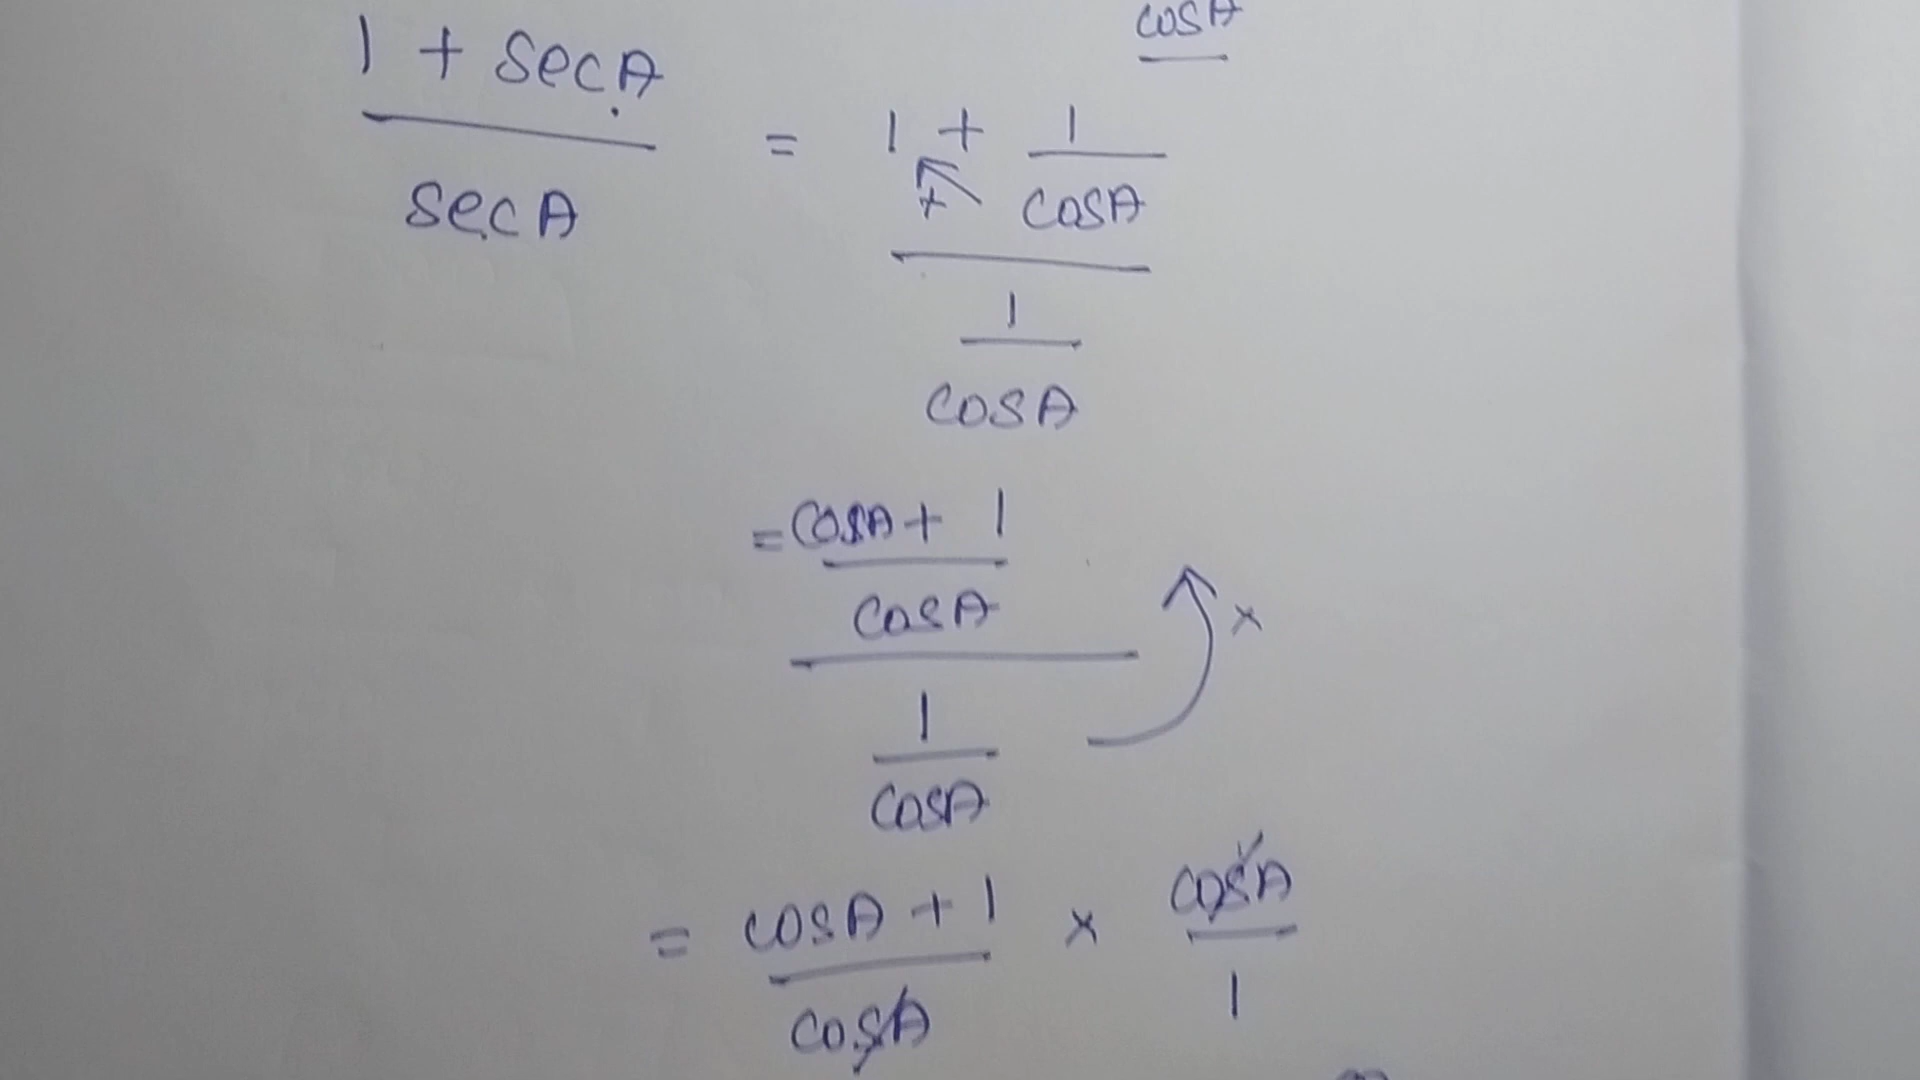 cosA
1 + secA
= 1 + 1
+ cosA
secA
1
cosA
= cosA + 1
cosA
x
1
cosA
= cosA + 1 x cosA
cosA 1